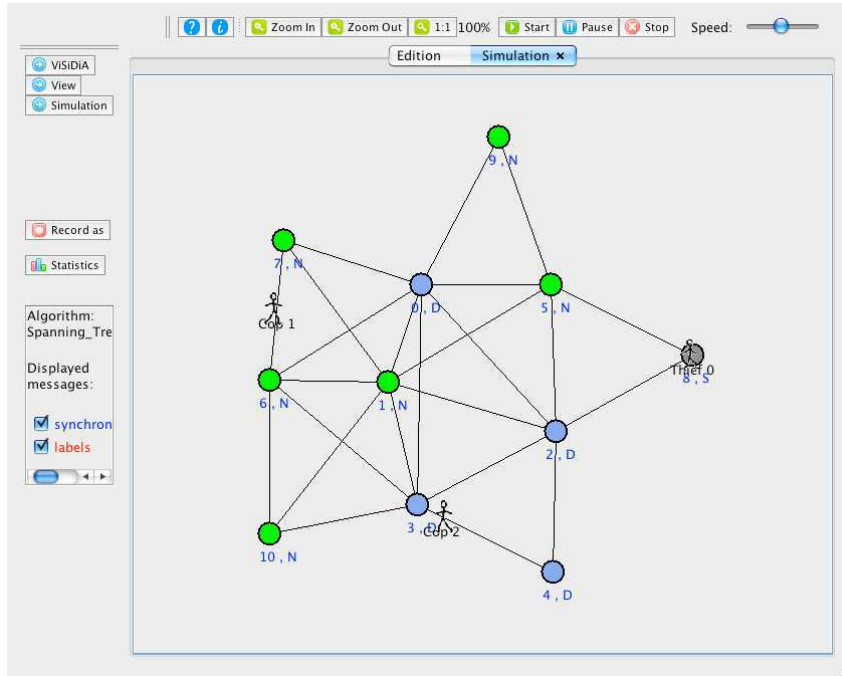 Zoom In Zoom Out 1:1 100% Start Pause Stop Speed:
Edition Simulation ×
ViSiDiA
View
Simulation
Record as
Statistics
Algorithm:
Spanning_Tre
Displayed
messages:
synchron
labels
9 , N
7 , N
0 , D
5 , N
Cop 1
S
Thief 0
8 , S
6 , N
1 , N
2 , D
3 , D
Cop 2
10 , N
4 , D